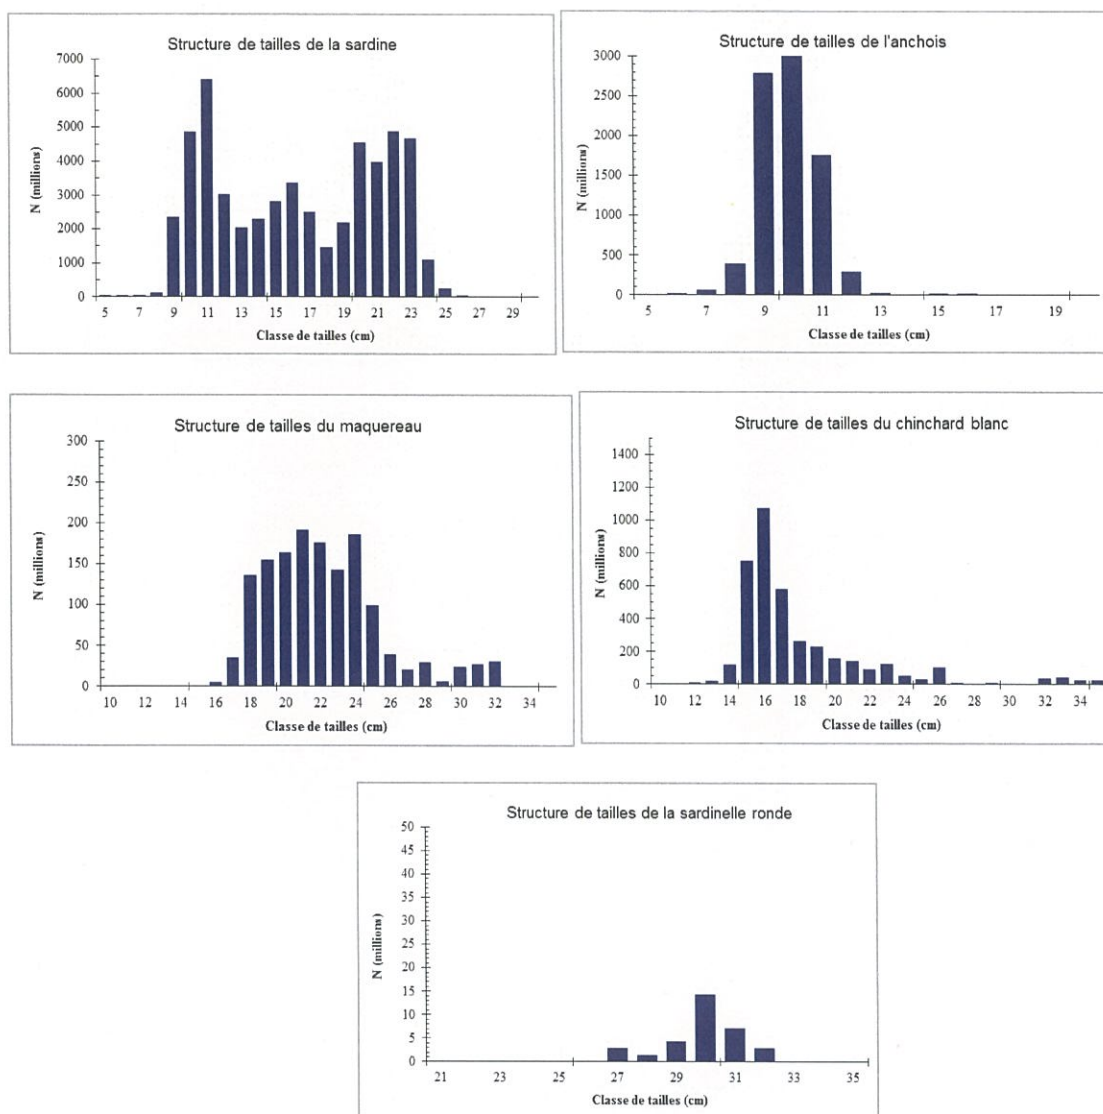 Structure de tailles de la sardine
7000
6000
5000
4000
3000
2000
1000
0
N (millions)
5 7 9 11 13 15 17 19 21 23 25 27 29
Classe de tailles (cm)
Structure de tailles de l'anchois
3000
2500
2000
1500
1000
500
0
N (millions)
5 7 9 11 13 15 17 19
Classe de tailles (cm)
Structure de tailles du maquereau
300
250
200
150
100
50
0
N (millions)
10 12 14 16 18 20 22 24 26 28 30 32 34
Classe de tailles (cm)
Structure de tailles du chinchard blanc
1400
1200
1000
800
600
400
200
0
N (millions)
10 12 14 16 18 20 22 24 26 28 30 32 34
Classe de tailles (cm)
Structure de tailles de la sardinelle ronde
50
45
40
35
30
25
20
15
10
5
0
N (millions)
21 23 25 27 29 31 33 35
Classe de tailles (cm)